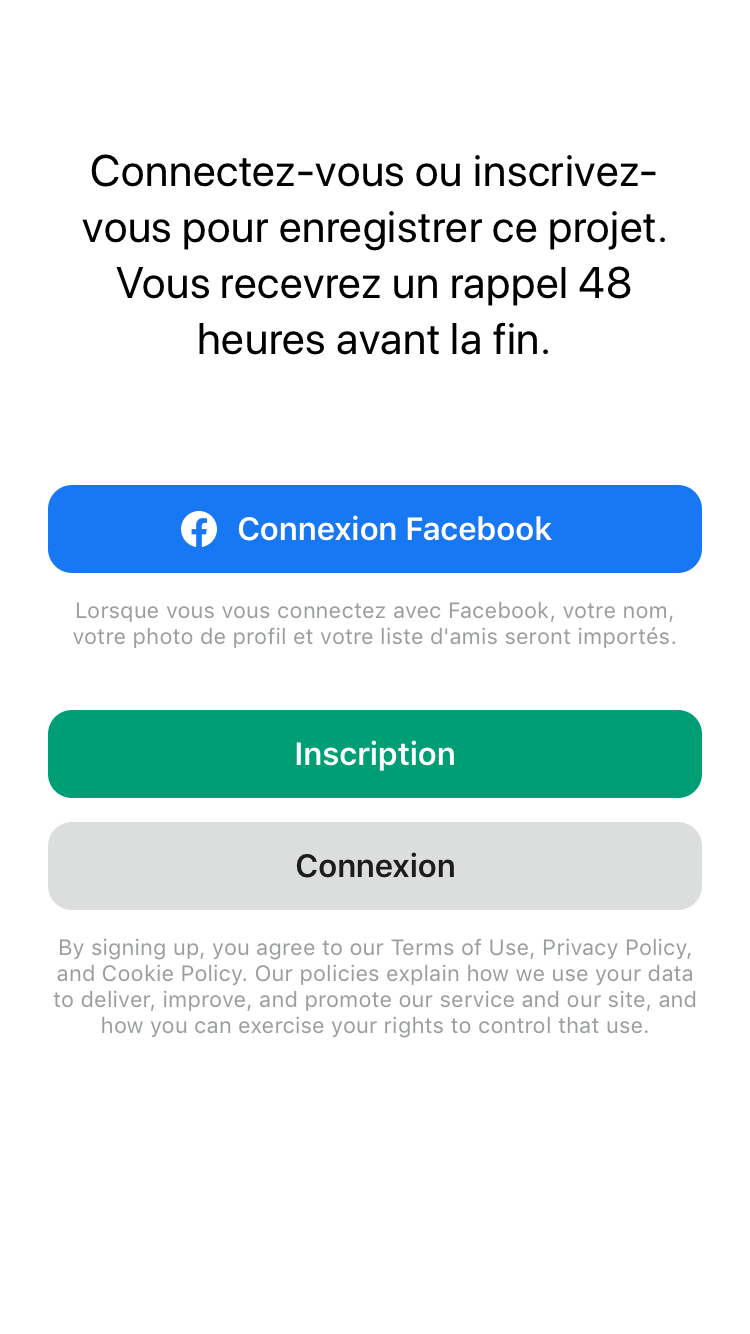 Connectez-vous ou inscrivez-
vous pour enregistrer ce projet.
Vous recevrez un rappel 48
heures avant la fin.
Connexion Facebook
Lorsque vous vous connectez avec Facebook, votre nom,
votre photo de profil et votre liste d'amis seront importés.
Inscription
Connexion
By signing up, you agree to our Terms of Use, Privacy Policy,
and Cookie Policy. Our policies explain how we use your data
to deliver, improve, and promote our service and our site, and
how you can exercise your rights to control that use.